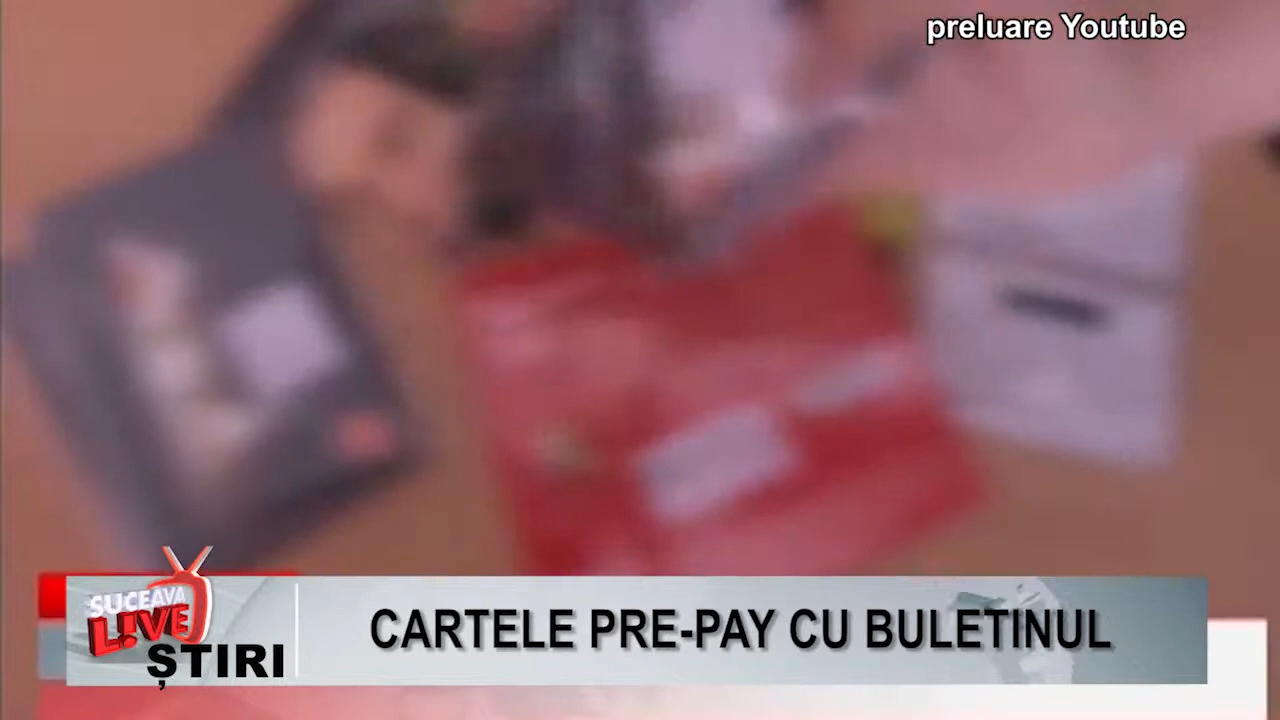 preluare Youtube
SUCEAVA
LIVE
ȘTIRI
CARTELE PRE-PAY CU BULETINUL